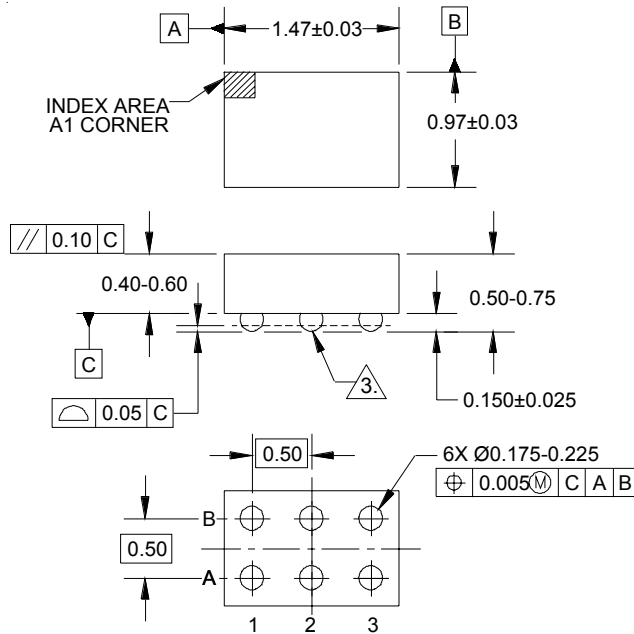 A
1.47±0.03
B
INDEX AREA
A1 CORNER
0.97±0.03
// 0.10 C
0.40-0.60
0.50-0.75
C
3.
0.05 C
0.150±0.025
0.50
6X Ø0.175-0.225
⌖ 0.005Ⓜ C A B
B
0.50
A
1 2 3